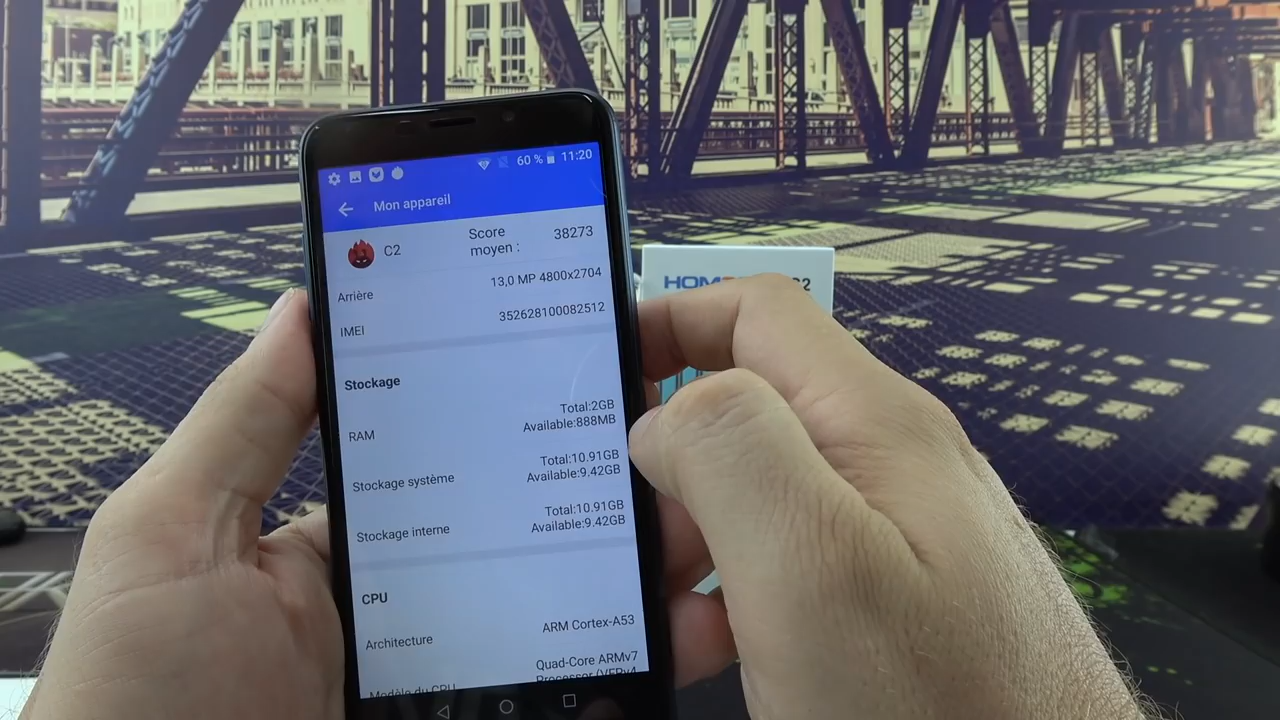 60 % 11:20
Mon appareil
C2 Score moyen : 38273
Arrière 13,0 MP 4800x2704
IMEI 352628100082512
Stockage
RAM Total:2GB
Available:888MB
Stockage système Total:10.91GB
Available:9,42GB
Stockage interne Total:10.91GB
Available:9.42GB
CPU
Architecture ARM Cortex-A53
Modèle du CPU Quad-Core ARMv7
Processor (VFPv4